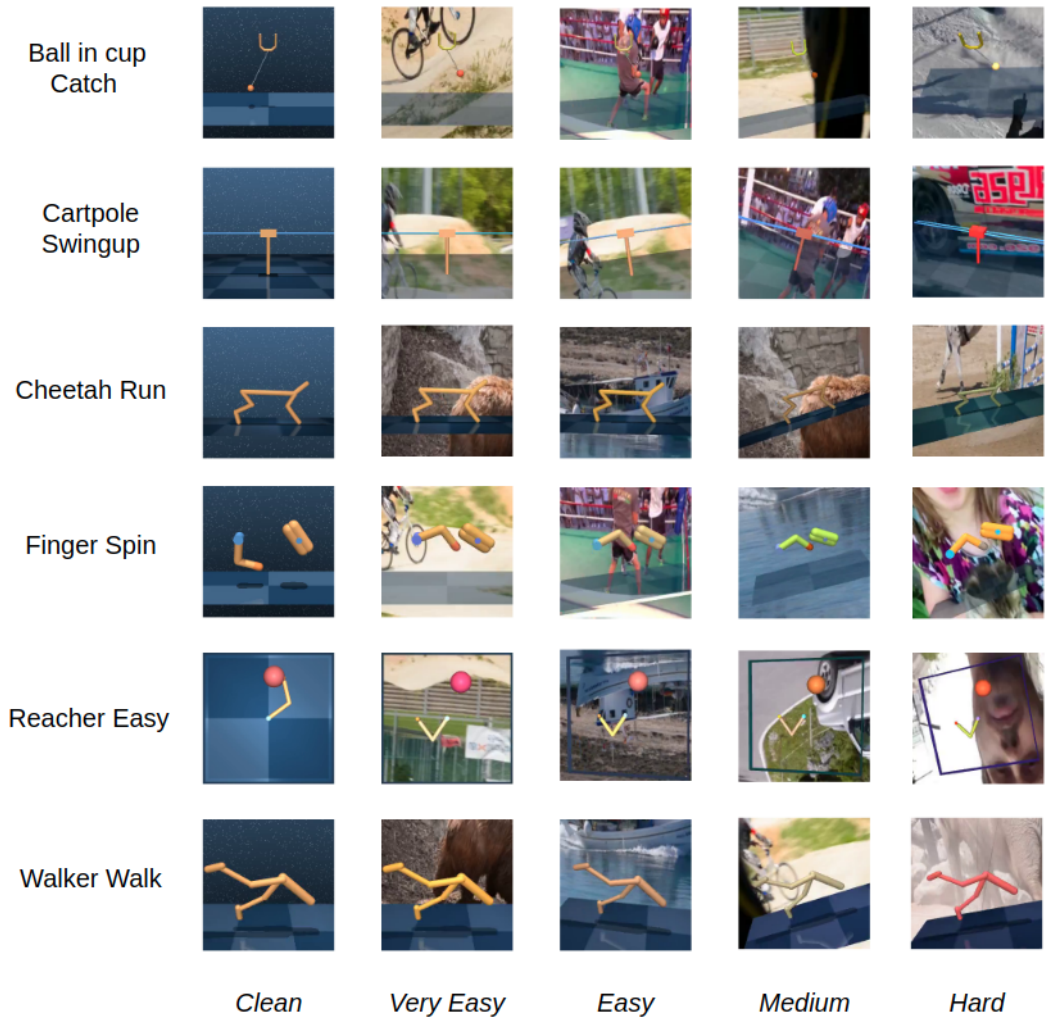 Ball in cup
Catch
Cartpole
Swingup
Cheetah Run
Finger Spin
Reacher Easy
Walker Walk
Clean
Very Easy
Easy
Medium
Hard